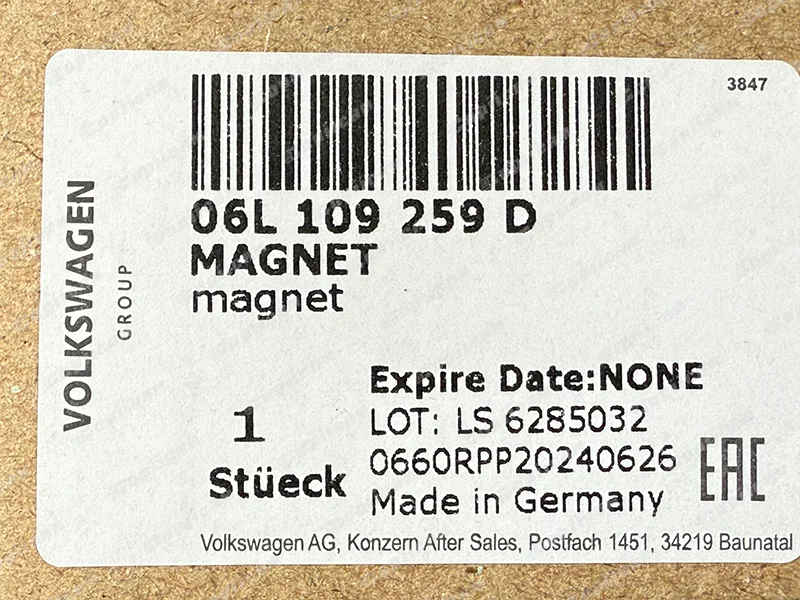 3847
06L 109 259 D
MAGNET
magnet
VOLKSWAGEN
GROUP
Expire Date:NONE
1
LOT: LS 6285032
0660RPP20240626
Stüeck
Made in Germany
EAC
Volkswagen AG, Konzern After Sales, Postfach 1451, 34219 Baunatal